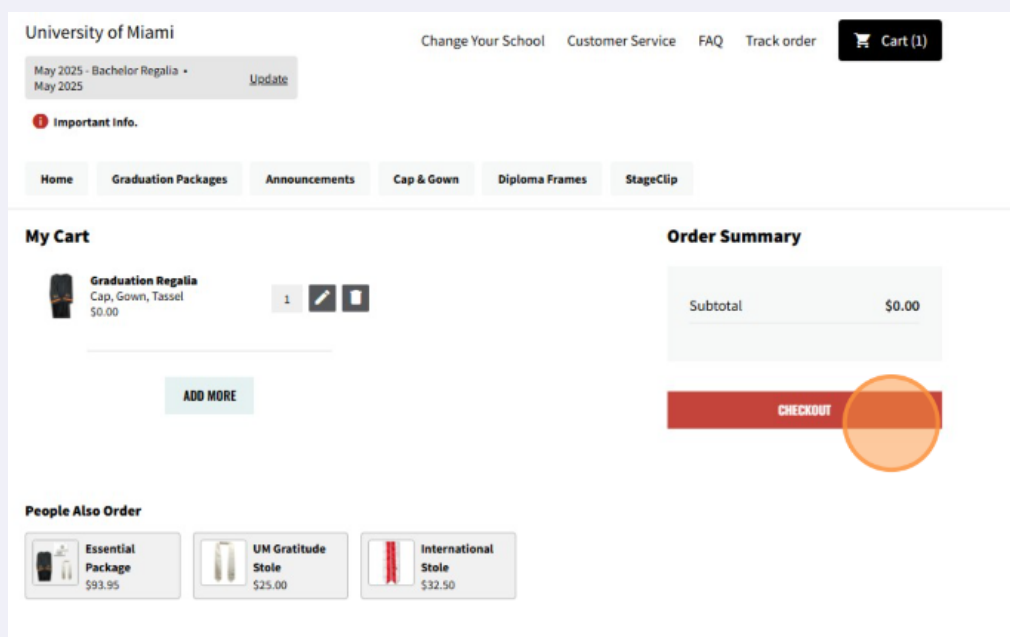 University of Miami
Change Your School
Customer Service
FAQ
Track order
Cart (1)
May 2025 - Bachelor Regalia •
May 2025
Update
Important Info.
Home
Graduation Packages
Announcements
Cap & Gown
Diploma Frames
StageClip
My Cart
Graduation Regalia
Cap, Gown, Tassel
$0.00
1
ADD MORE
Order Summary
Subtotal
$0.00
CHECKOUT
People Also Order
Essential
Package
$93.95
UM Gratitude
Stole
$25.00
International
Stole
$32.50